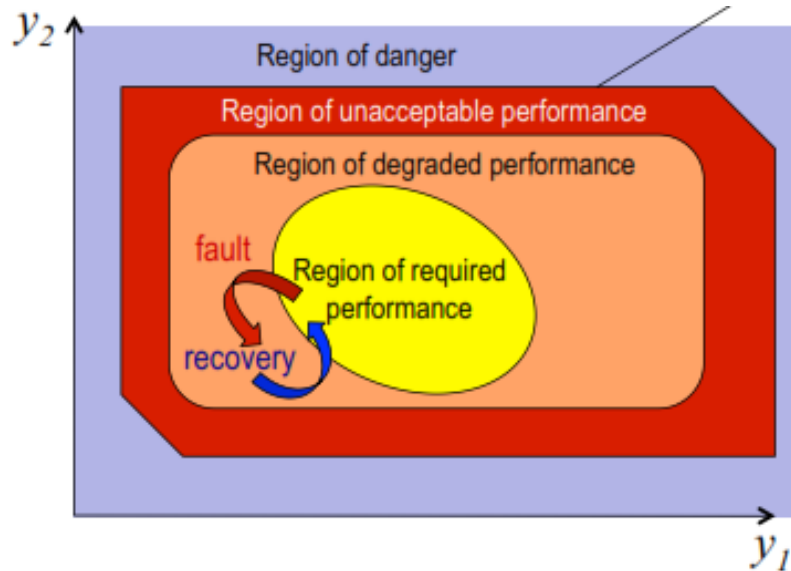 y2
Region of danger
Region of unacceptable performance
Region of degraded performance
fault
Region of required
performance
recovery
y1